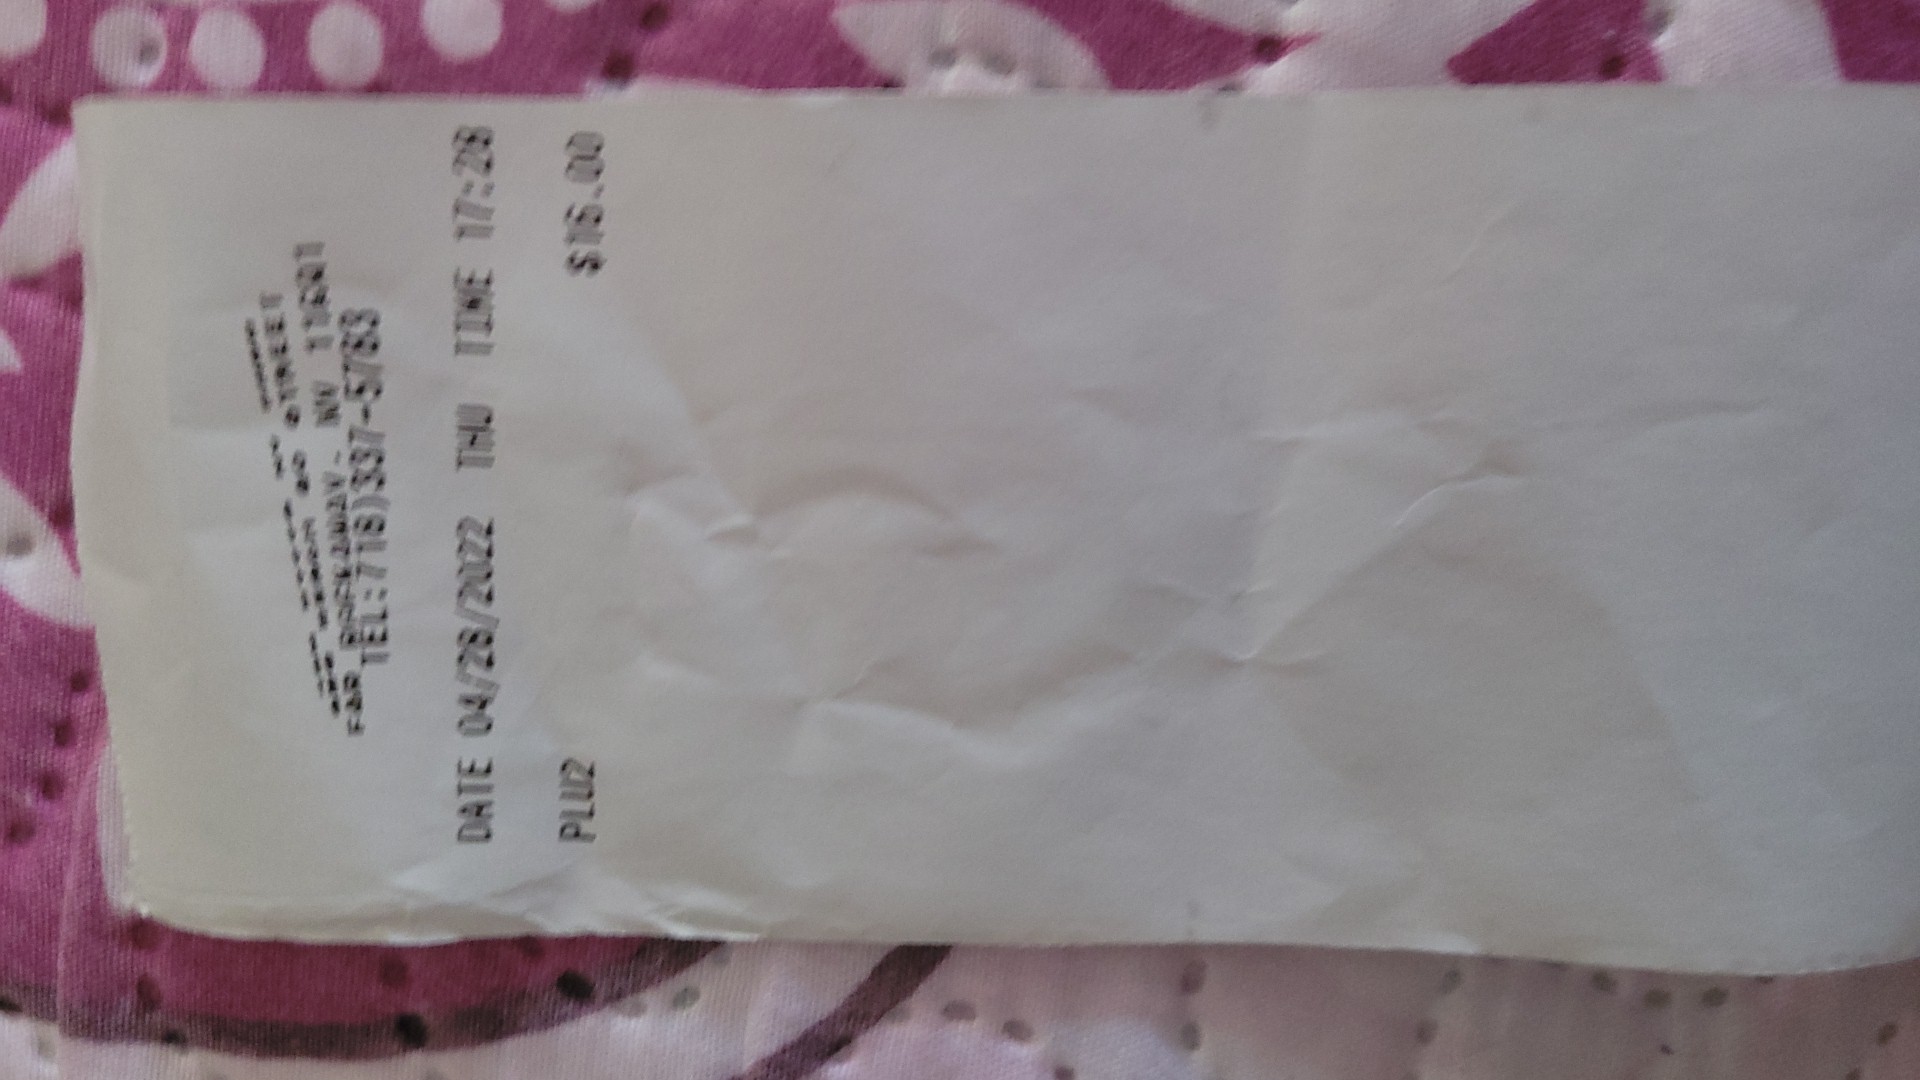 STREET
FAR ROCKAWAY, NY 11691
TEL:(718)337-5783
DATE 04/28/2022 THU TIME 17:28
PLU2 $16.00